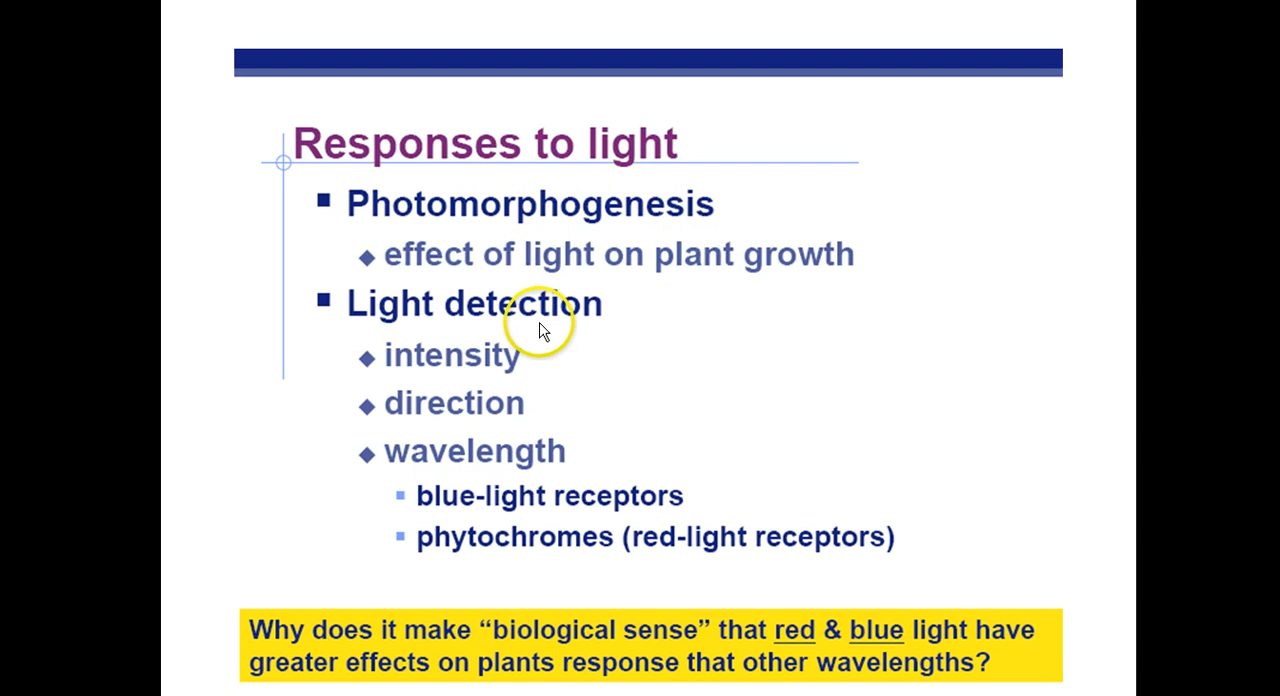 Responses to light
Photomorphogenesis
effect of light on plant growth
Light detection
intensity
direction
wavelength
blue-light receptors
phytochromes (red-light receptors)
Why does it make “biological sense” that red & blue light have
greater effects on plants response that other wavelengths?